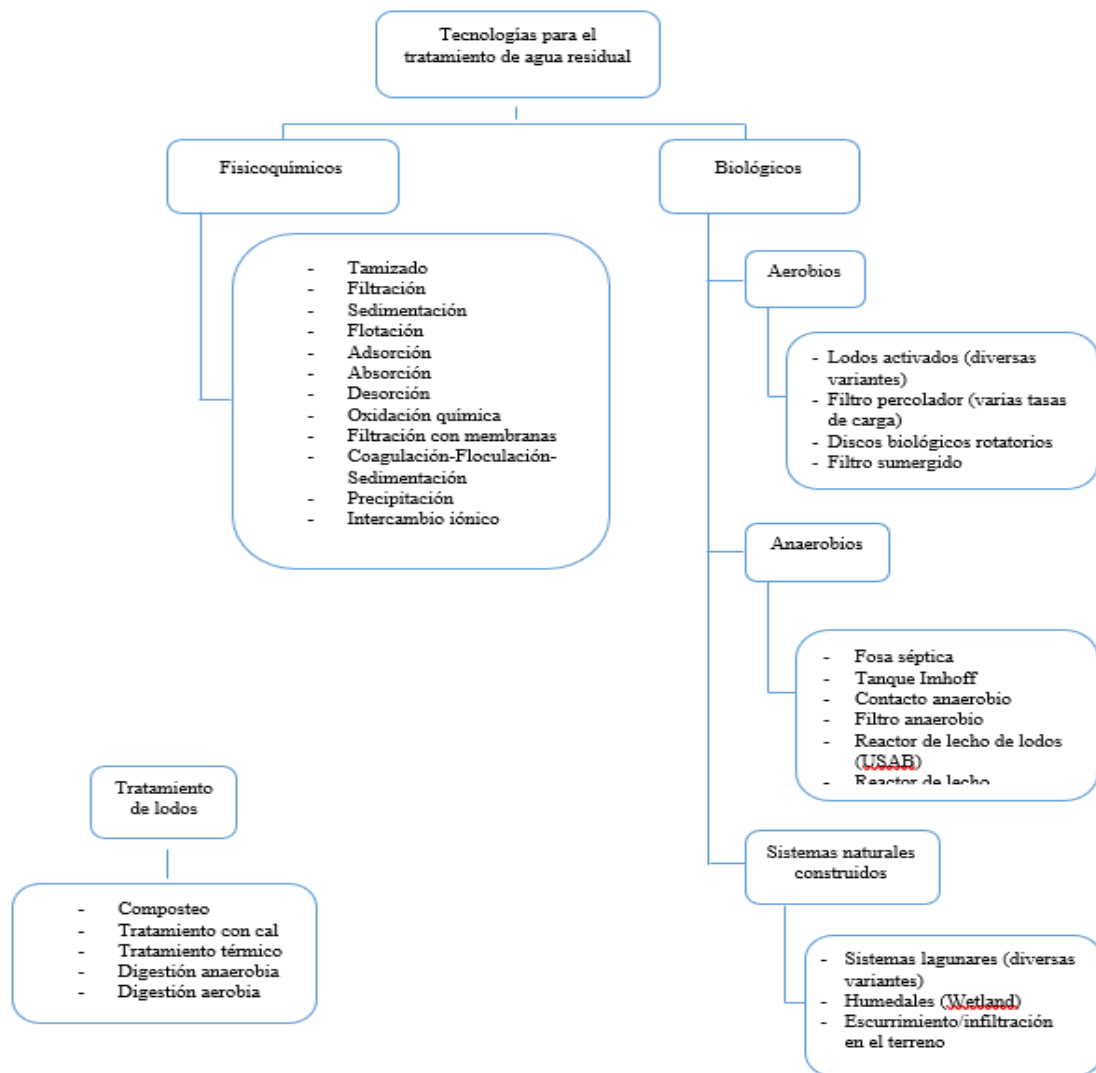 Tecnologías para el
tratamiento de agua residual
Fisicoquímicos
- Tamizado
- Filtración
- Sedimentación
- Flotación
- Adsorción
- Absorción
- Desorción
- Oxidación química
- Filtración con membranas
- Coagulación-Floculación-
Sedimentación
- Precipitación
- Intercambio iónico
Biológicos
Aerobios
- Lodos activados (diversas
variantes)
- Filtro percolador (varias tasas
de carga)
- Discos biológicos rotatorios
- Filtro sumergido
Anaerobios
- Fosa séptica
- Tanque Imhoff
- Contacto anaerobio
- Filtro anaerobio
- Reactor de lecho de lodos
(USAB)
- Reactor de lecho
Sistemas naturales
construidos
- Sistemas lagunares (diversas
variantes)
- Humedales (Wetland)
- Escurrimiento/infiltración
en el terreno
Tratamiento
de lodos
- Composteo
- Tratamiento con cal
- Tratamiento térmico
- Digestión anaerobia
- Digestión aerobia